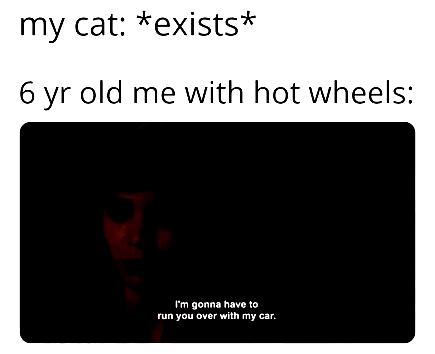 my cat: *exists*
6 yr old me with hot wheels:
I'm gonna have to
run you over with my car.